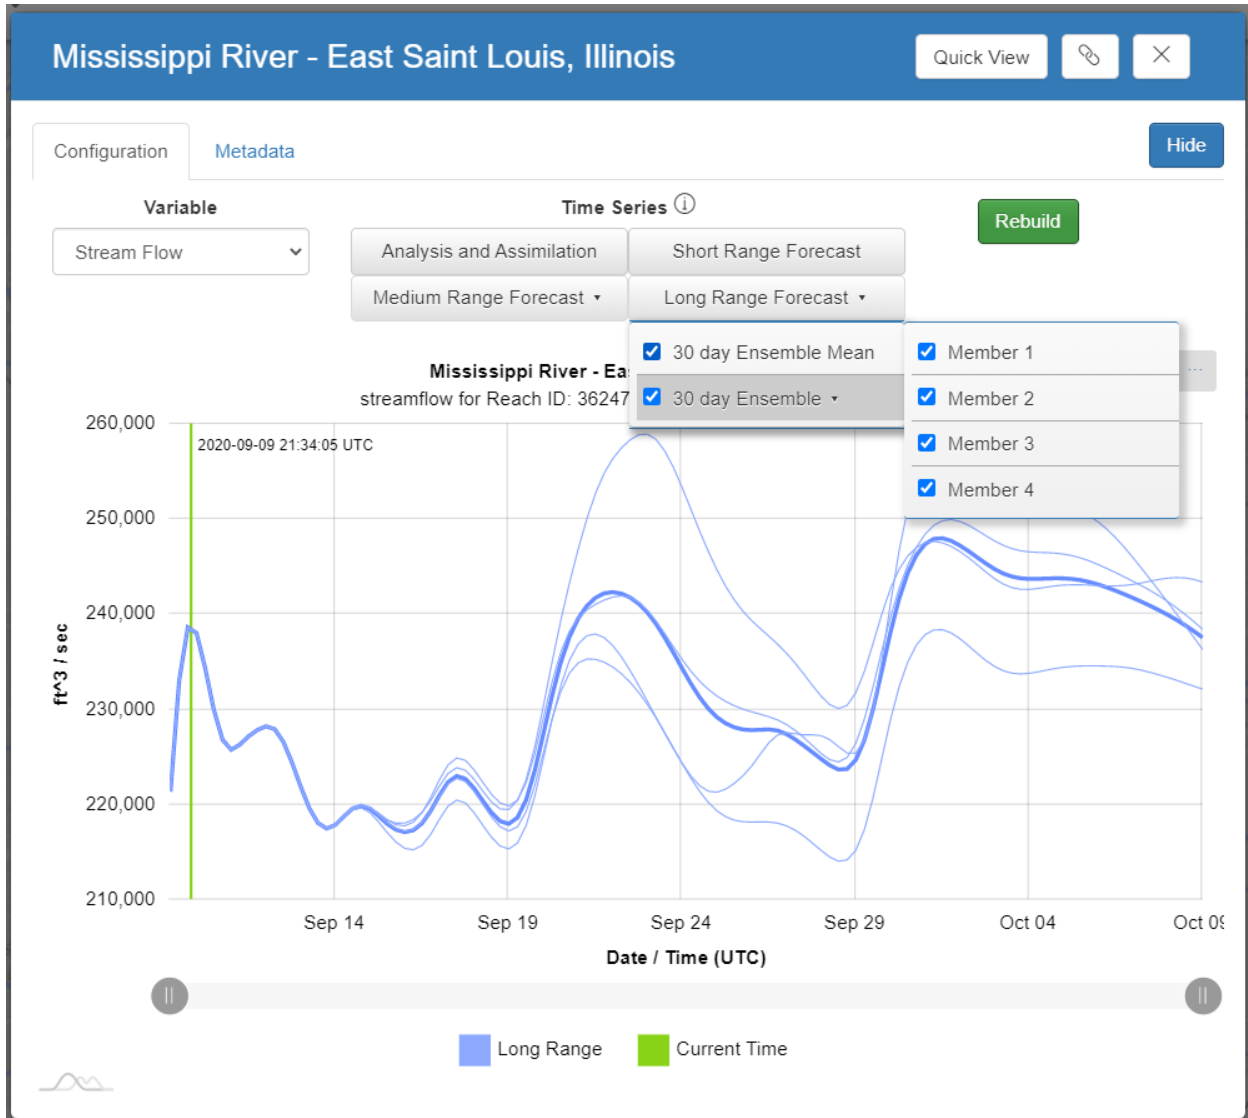 Mississippi River - East Saint Louis, Illinois
Quick View
Configuration
Metadata
Hide
Variable
Time Series
Rebuild
Stream Flow
Analysis and Assimilation
Short Range Forecast
Medium Range Forecast
Long Range Forecast
30 day Ensemble Mean
30 day Ensemble
Member 1
Member 2
Member 3
Member 4
Mississippi River - Ea
streamflow for Reach ID: 36247
2020-09-09 21:34:05 UTC
260,000
250,000
240,000
230,000
220,000
210,000
ft^3 / sec
Sep 14
Sep 19
Sep 24
Sep 29
Oct 04
Oct 09
Date / Time (UTC)
Long Range
Current Time